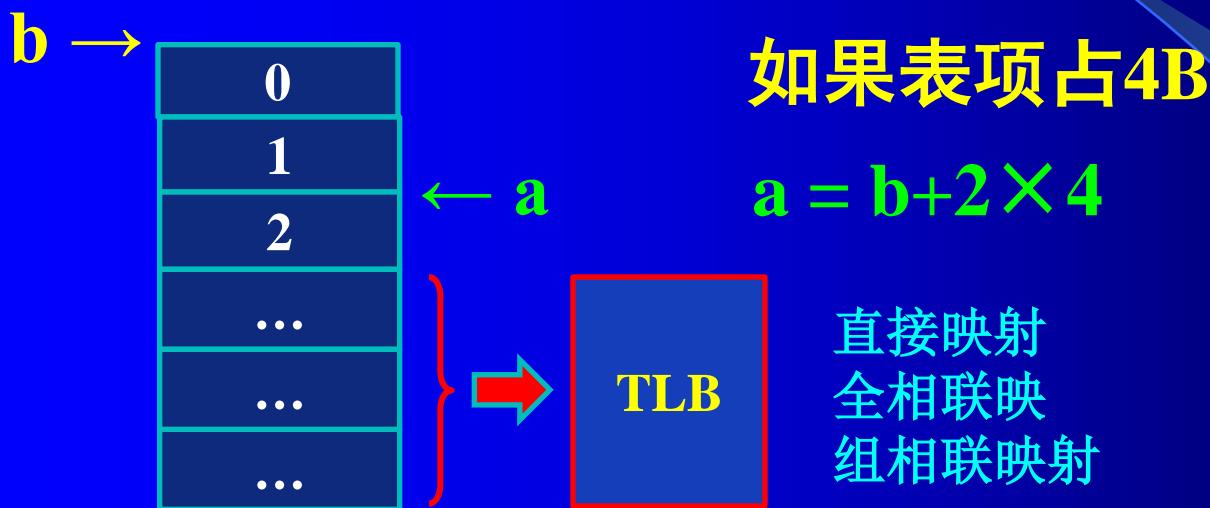 b →
如果表项占4B
0
1
← a
a = b+2×4
2
...
直接映射
...
TLB
全相联映
组相联映射
...